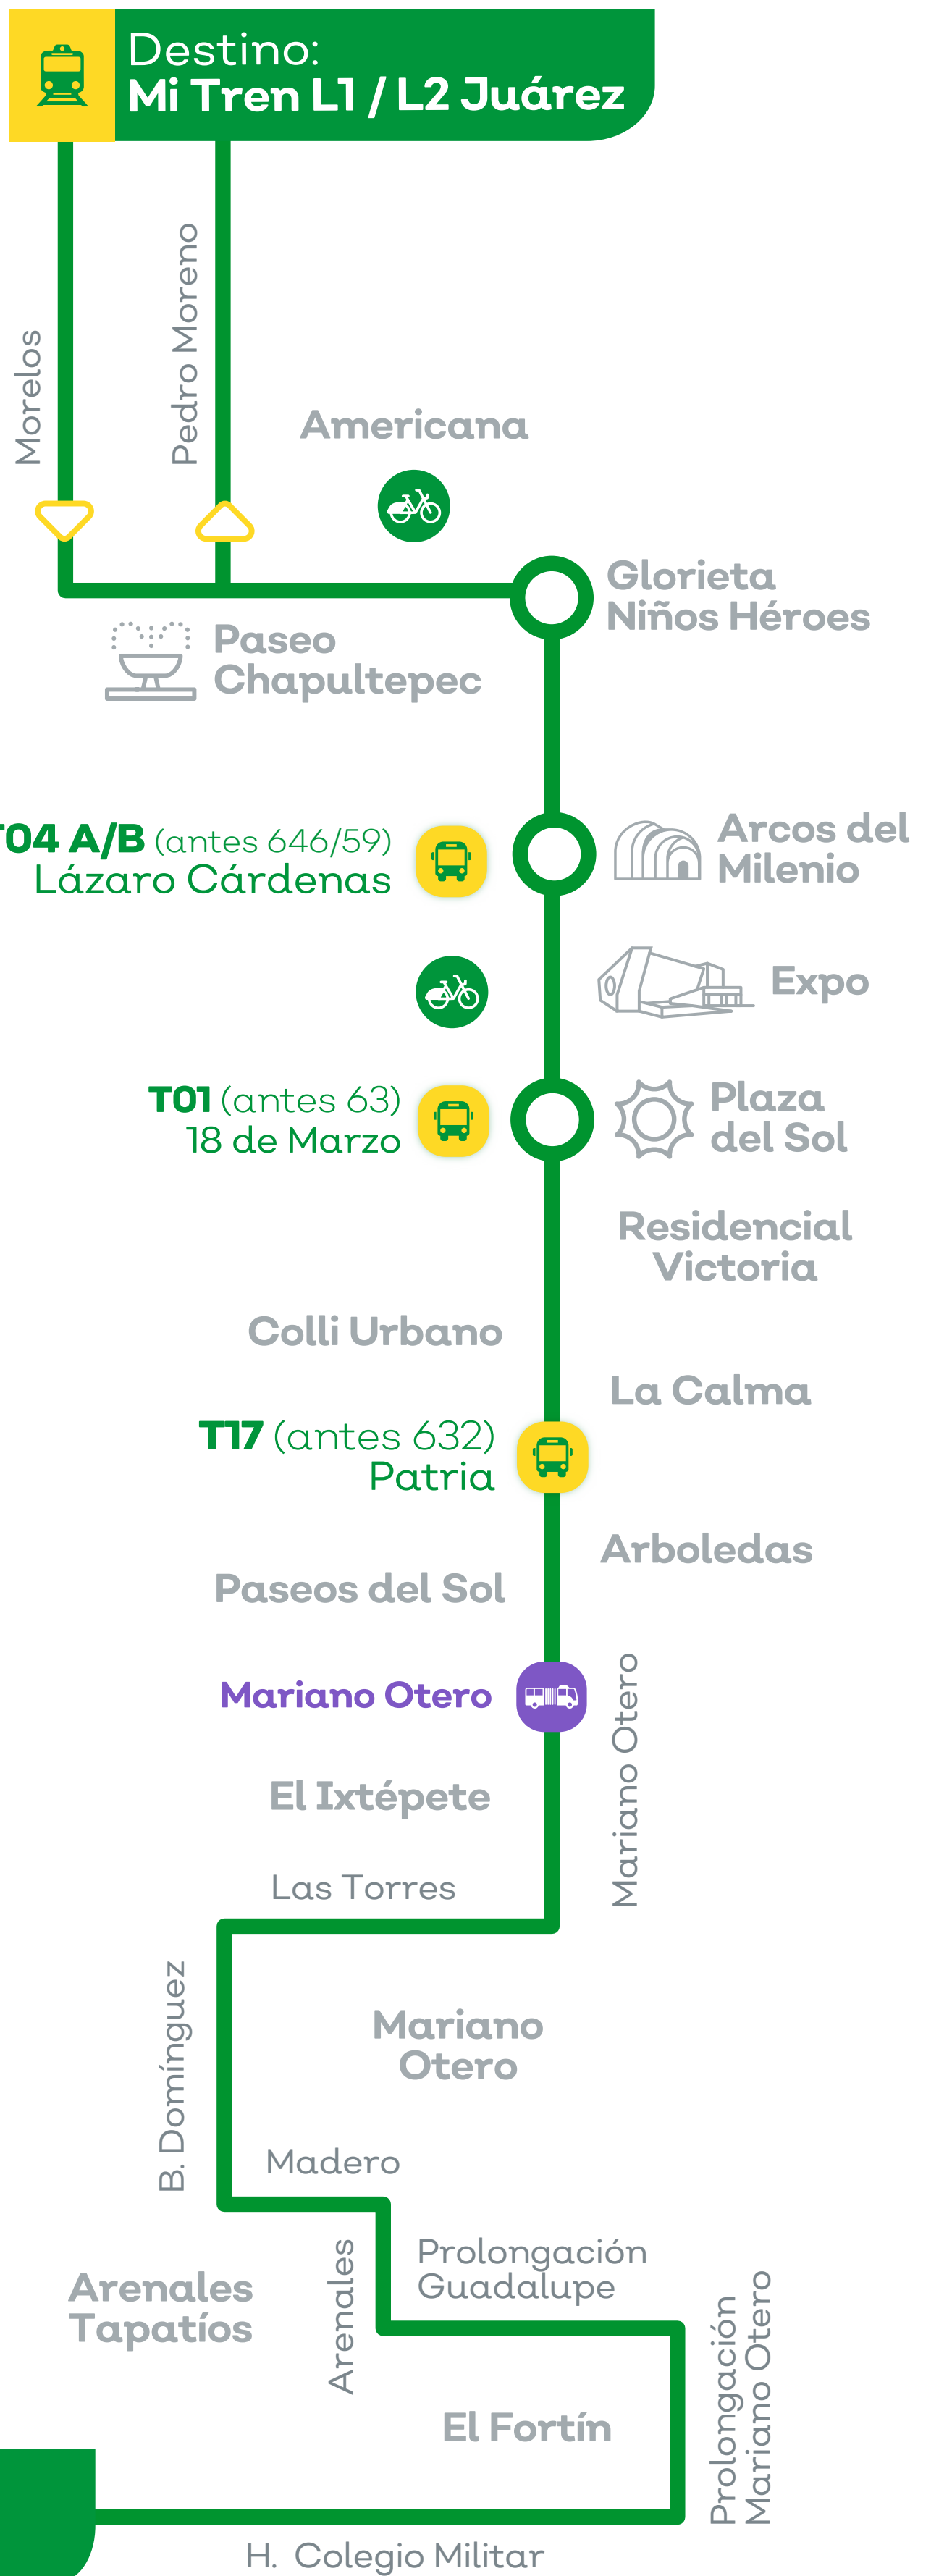 Destino:
Mi Tren L1 / L2 Juárez
Morelos
Pedro Moreno
Americana
Glorieta
Niños Héroes
Paseo
Chapultepec
T04 A/B (antes 646/59)
Lázaro Cárdenas
Arcos del
Milenio
Expo
T01 (antes 63)
18 de Marzo
Plaza
del Sol
Residencial
Victoria
Colli Urbano
La Calma
T17 (antes 632)
Patria
Arboledas
Paseos del Sol
Mariano Otero
Mariano Otero
El Ixtépete
Las Torres
B. Domínguez
Mariano
Otero
Madero
Arenales
Prolongación
Guadalupe
Arenales
Tapatíos
Prolongación
Mariano Otero
El Fortín
H. Colegio Militar